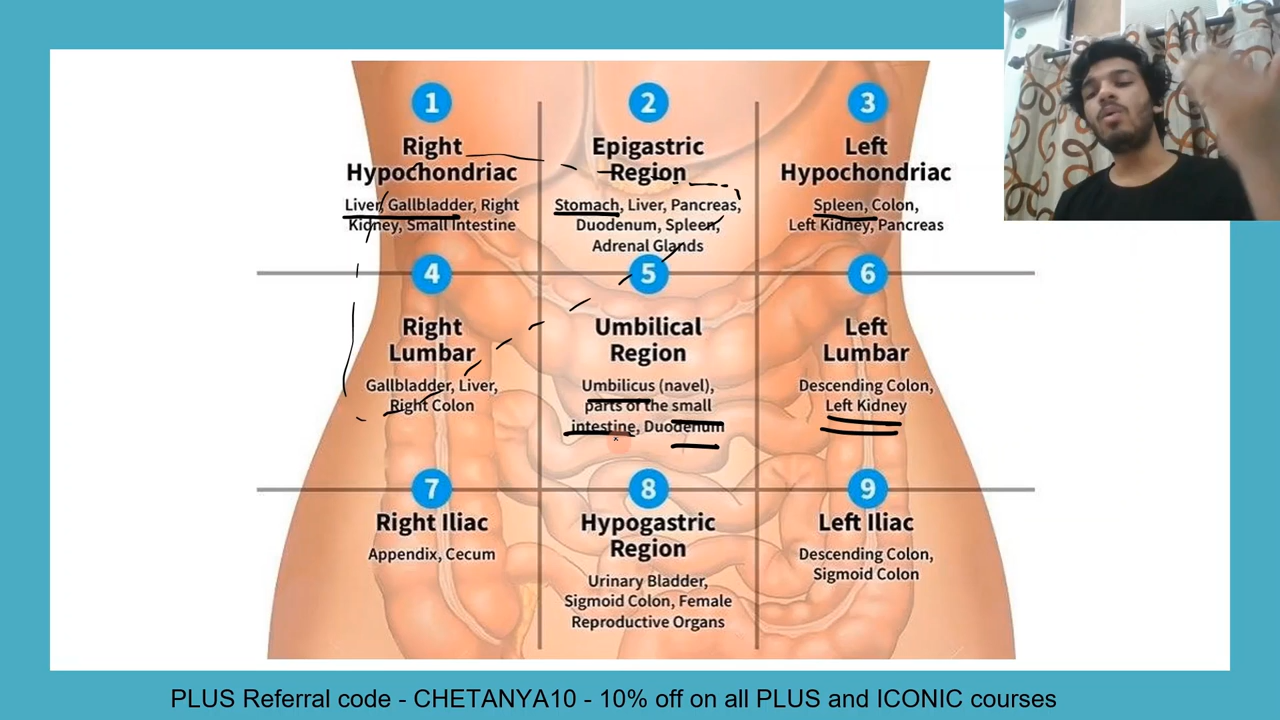 1
Right
Hypochondriac
Liver, Gallbladder, Right
Kidney, Small Intestine
2
Epigastric
Region
Stomach, Liver, Pancreas,
Duodenum, Spleen,
Adrenal Glands
3
Left
Hypochondriac
Spleen, Colon,
Left Kidney, Pancreas
4
Right
Lumbar
Gallbladder, Liver,
Right Colon
5
Umbilical
Region
Umbilicus (navel),
parts of the small
intestine, Duodenum
6
Left
Lumbar
Descending Colon,
Left Kidney
7
Right Iliac
Appendix, Cecum
8
Hypogastric
Region
Urinary Bladder,
Sigmoid Colon, Female
Reproductive Organs
9
Left Iliac
Descending Colon,
Sigmoid Colon
PLUS Referral code - CHETANYA10 - 10% off on all PLUS and ICONIC courses